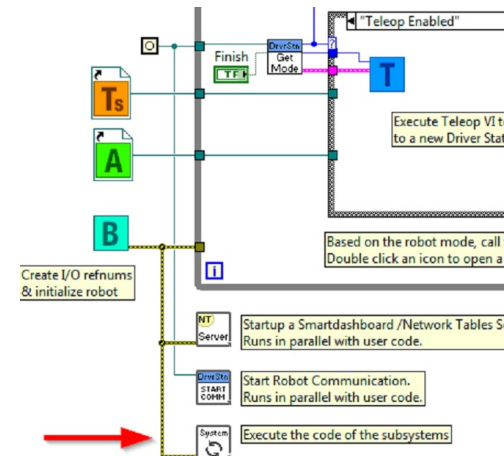 "Teleop Enabled"
Finish
TF
DrvrStn
Get
Mode
?
T
Ts
A
Execute Teleop VI
to a new Driver
B
Create I/O refnums
& initialize robot
i
Based on the robot mode, call
Double click an icon to open a
NT
Server
Startup a Smartdashboard /Network Tables
Runs in parallel with user code.
DrvrStn
START
COMM
Start Robot Communication.
Runs in parallel with user code.
System
Execute the code of the subsystems